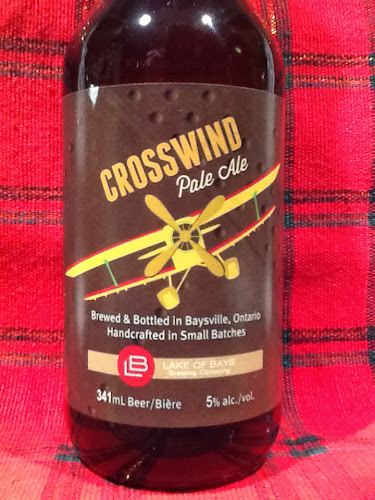 CROSSWIND
Pale Ale
Brewed & Bottled in Baysville, Ontario
Handcrafted in Small Batches
LB
LAKE OF BAYS
Brewing Company
341mL Beer/Bière
5% alc./vol.